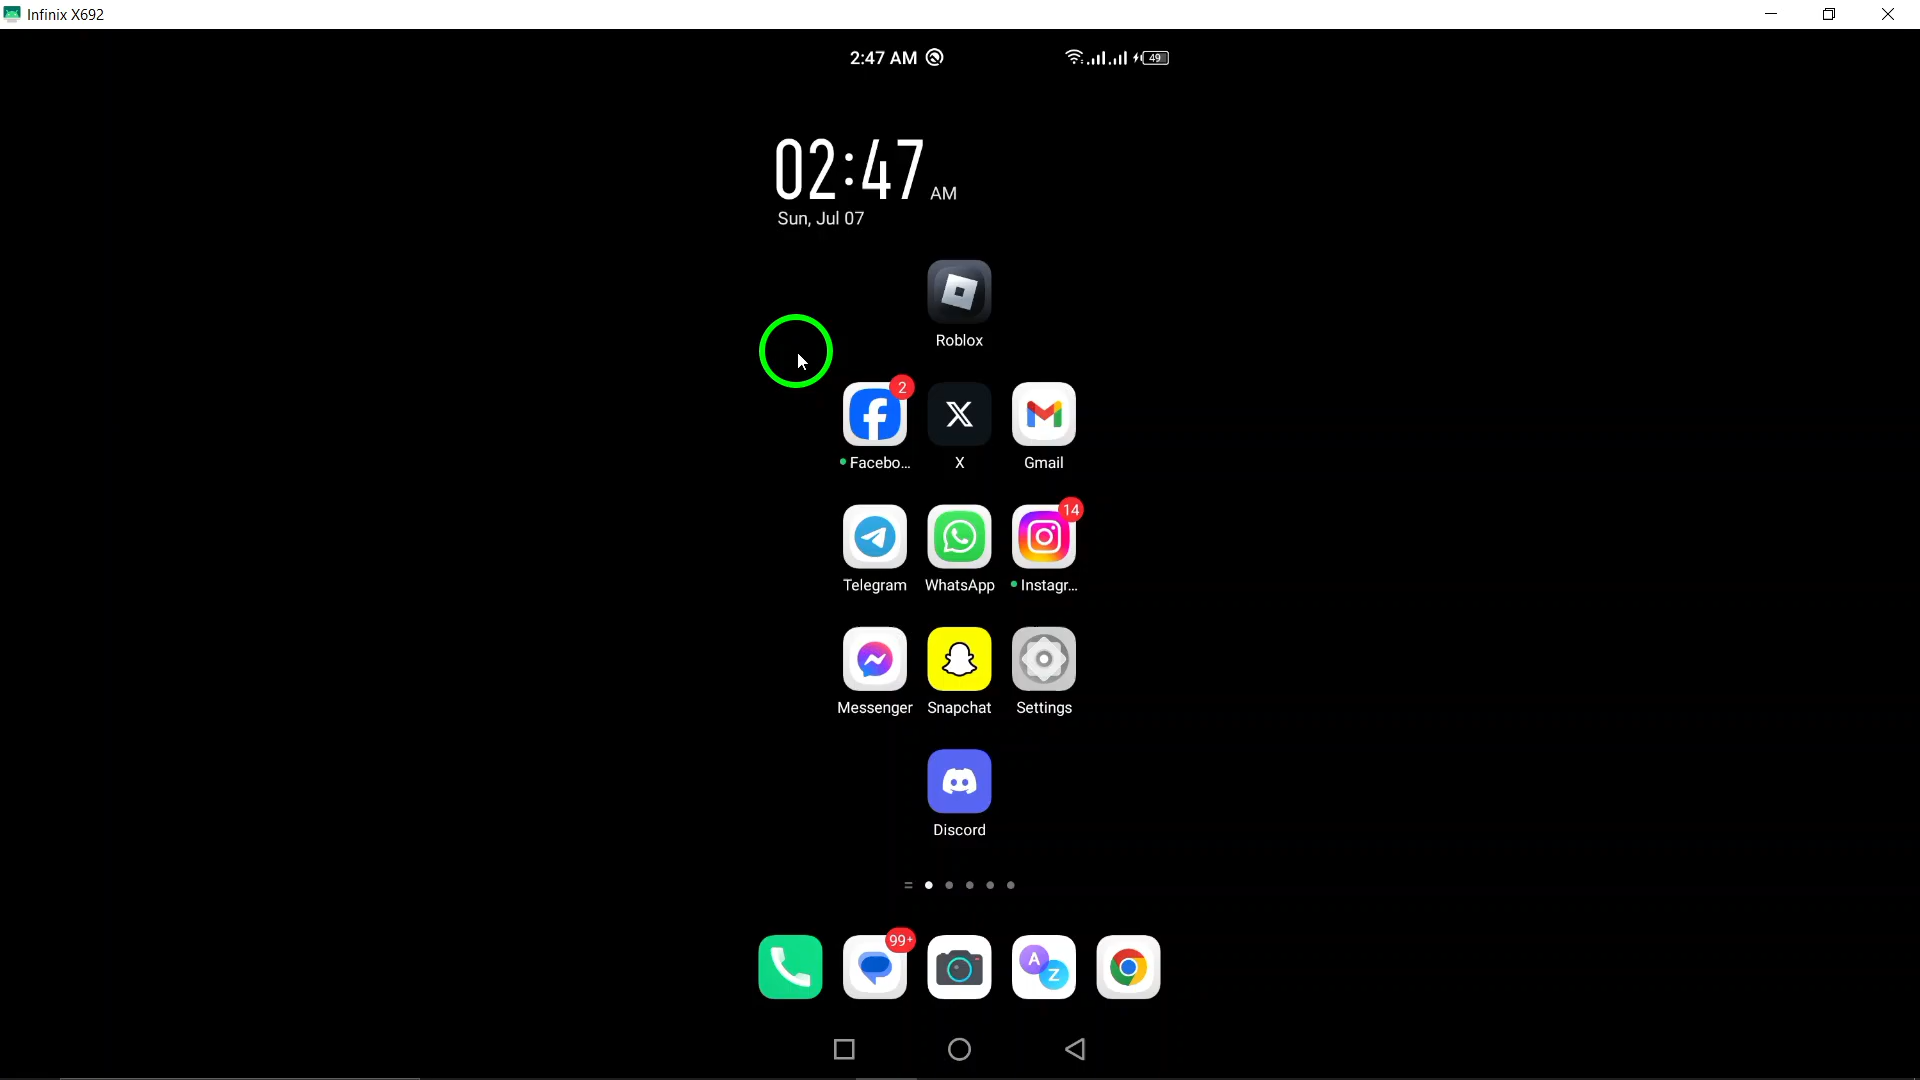 Infinix X692
2:47 AM
49
02:47 AM
Sun, Jul 07
Roblox
2
Facebo...
X
Gmail
14
Telegram
WhatsApp
Instagr...
Messenger
Snapchat
Settings
Discord
99+
A
Z